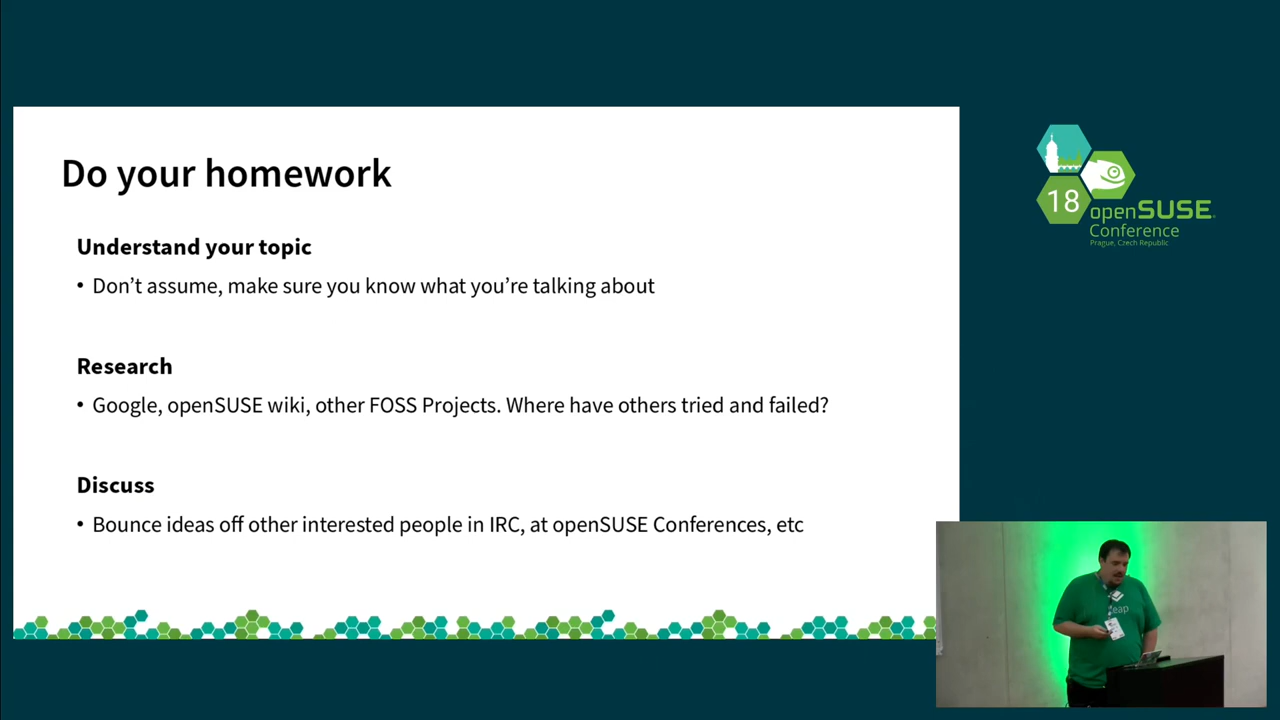 Do your homework
Understand your topic
• Don't assume, make sure you know what you're talking about
Research
• Google, openSUSE wiki, other FOSS Projects. Where have others tried and failed?
Discuss
• Bounce ideas off other interested people in IRC, at openSUSE Conferences, etc
18
openSUSE
Conference
Prague, Czech Republic